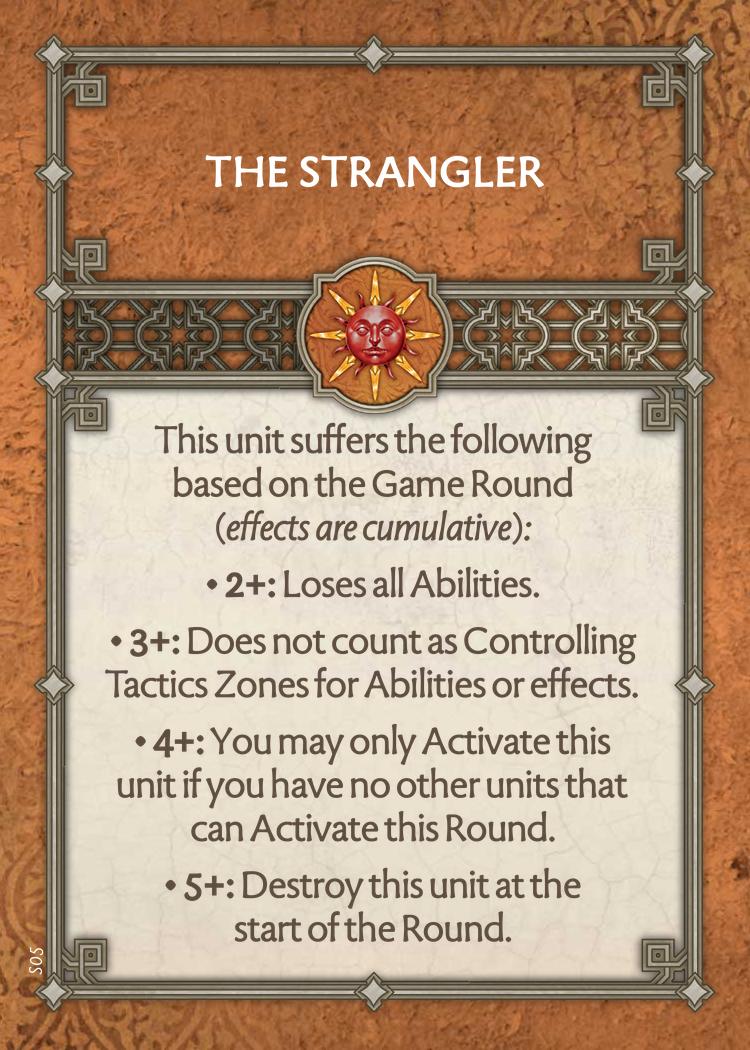 THE STRANGLER
This unit suffers the following
based on the Game Round
(effects are cumulative):
• 2+: Loses all Abilities.
• 3+: Does not count as Controlling
Tactics Zones for Abilities or effects.
• 4+: You may only Activate this
unit if you have no other units that
can Activate this Round.
• 5+: Destroy this unit at the
start of the Round.
S05